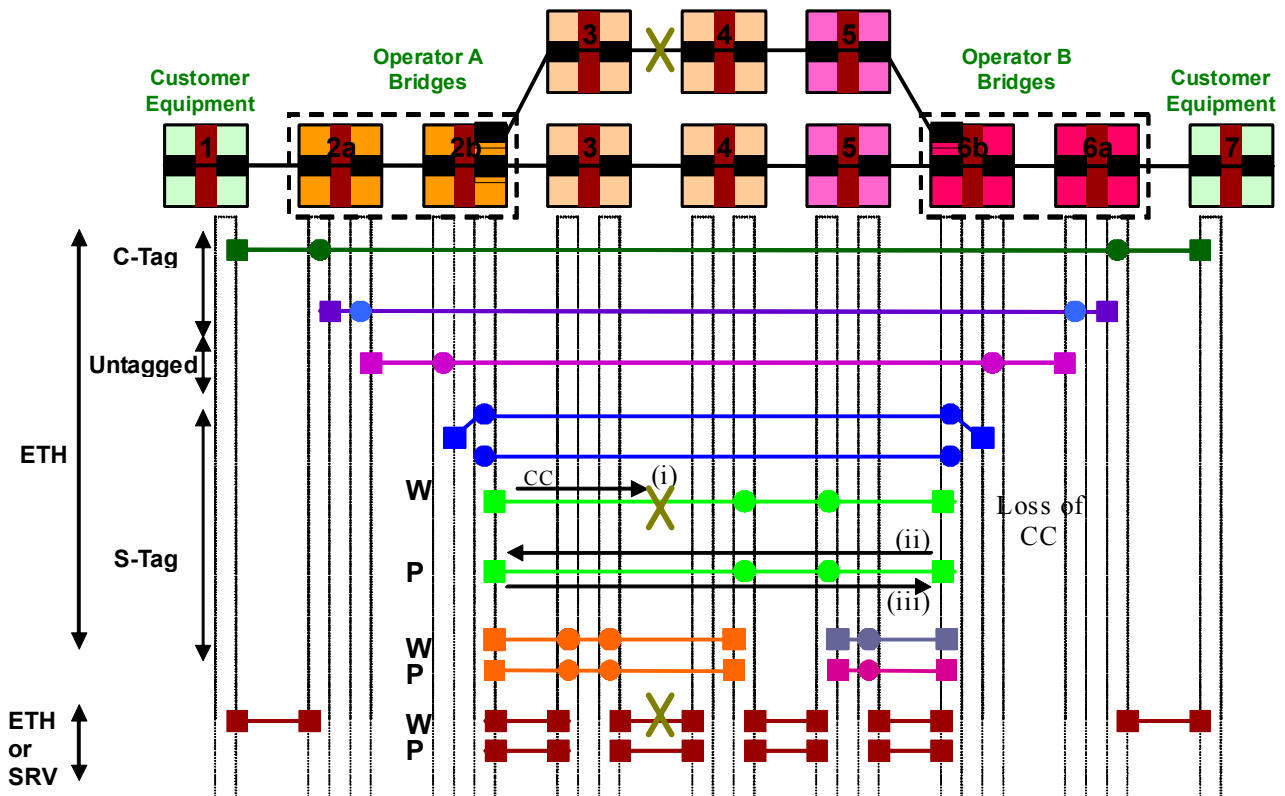 3
4
5
Operator A
Bridges
Operator B
Bridges
Customer
Equipment
Customer
Equipment
1
2a
2b
3
4
5
6b
6a
7
C-Tag
Untagged
ETH
S-Tag
W
CC
(i)
Loss of
CC
(ii)
P
(iii)
W
P
ETH
or
SRV
W
P